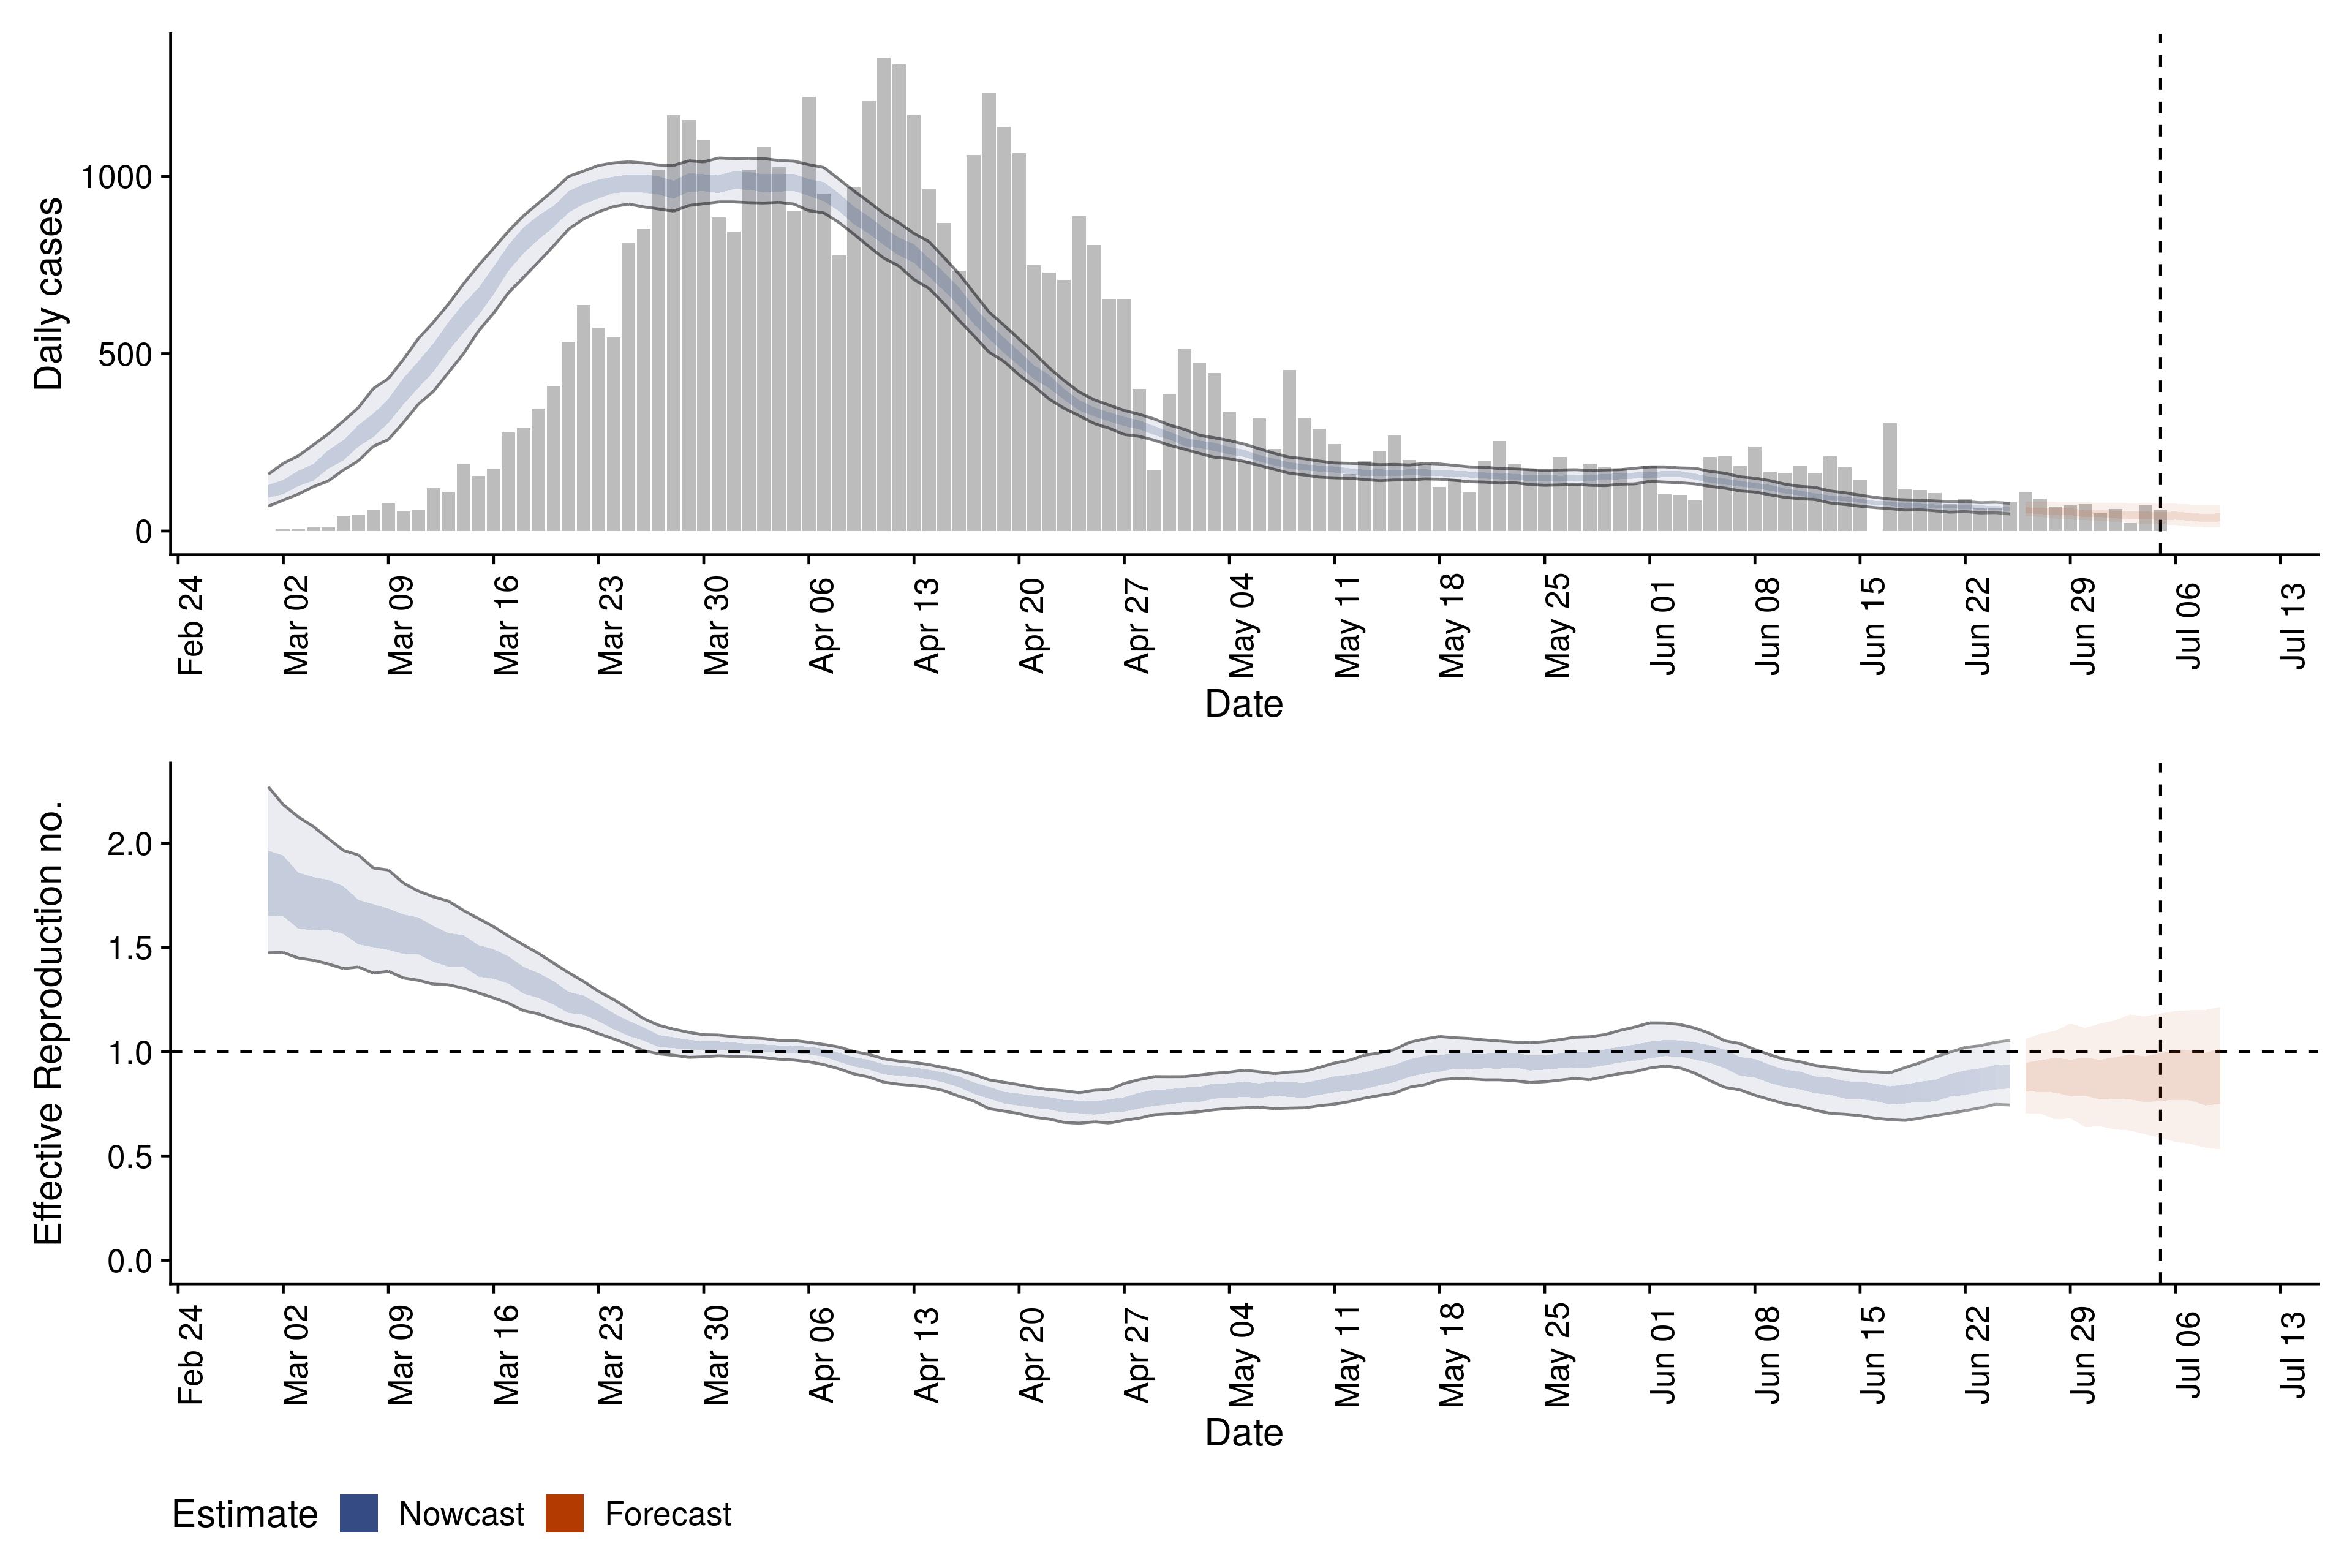 Daily cases
1000
500
0
Feb 24 Mar 02 Mar 09 Mar 16 Mar 23 Mar 30 Apr 06 Apr 13 Apr 20 Apr 27 May 04 May 11 May 18 May 25 Jun 01 Jun 08 Jun 15 Jun 22 Jun 29 Jul 06 Jul 13
Date
Effective Reproduction no.
2.0
1.5
1.0
0.5
0.0
Feb 24 Mar 02 Mar 09 Mar 16 Mar 23 Mar 30 Apr 06 Apr 13 Apr 20 Apr 27 May 04 May 11 May 18 May 25 Jun 01 Jun 08 Jun 15 Jun 22 Jun 29 Jul 06 Jul 13
Date
Estimate Nowcast Forecast